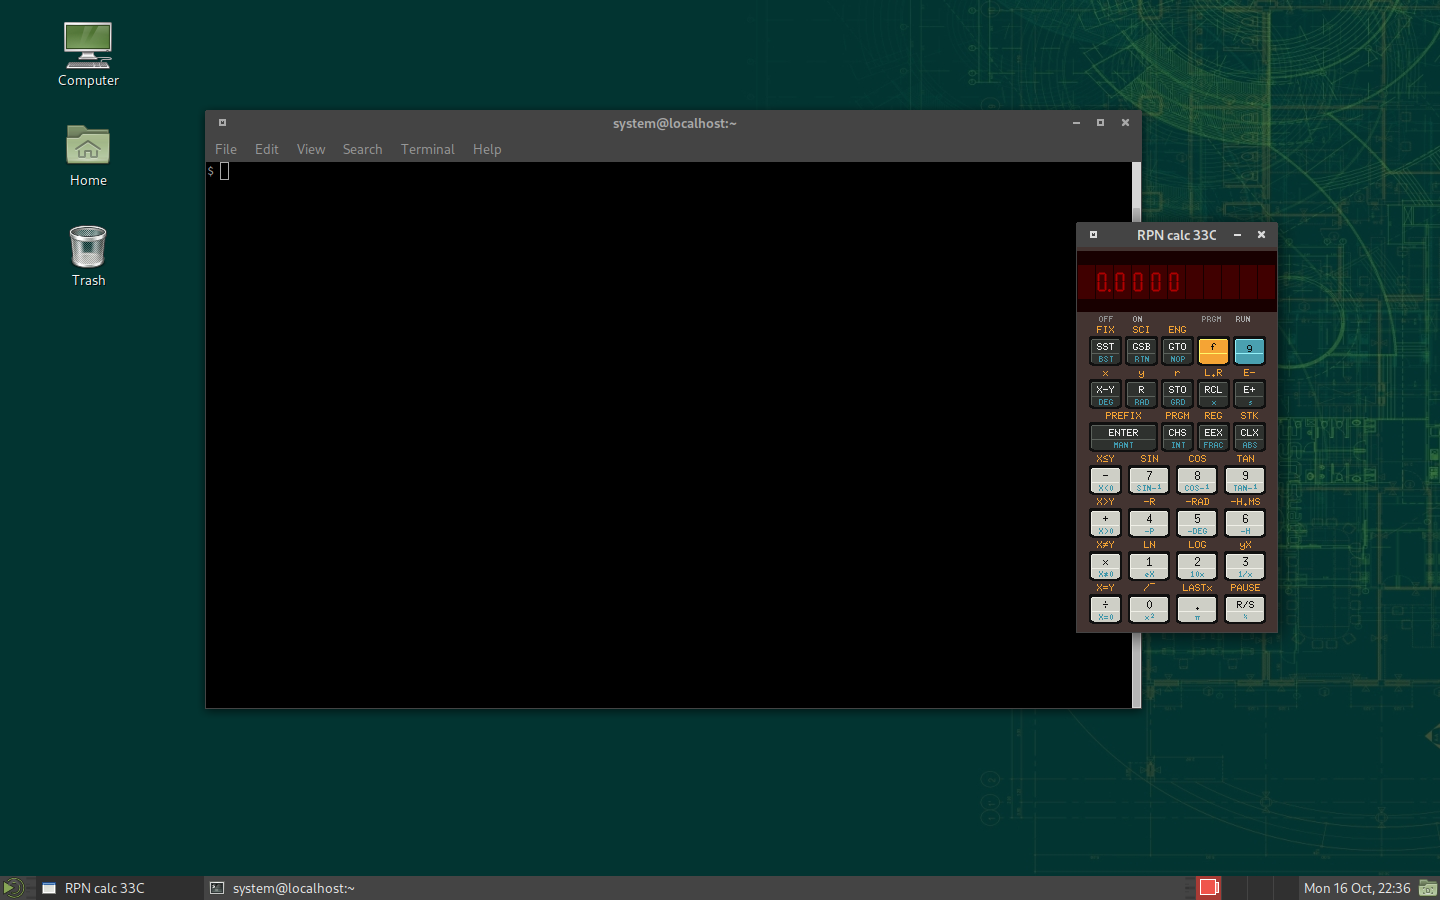 Computer
Home
Trash
system@localhost:~
File Edit View Search Terminal Help
$
RPN calc 33C
0.0000
OFF ON PRGM RUN
FIX SCI ENG
SST GSB GTO f g
BST RTN NOP
x y r L.R E-
X-Y R STO RCL E+
DEG RAD GRD x s
PREFIX PRGM REG STK
ENTER CHS EEX CLX
MANT INT FRAC ABS
X≤Y SIN COS TAN
- 7 8 9
X<0 SIN-1 COS-1 TAN-1
X>Y →R →RAD →H.MS
+ 4 5 6
X>0 →P →DEG →H
X≠Y LN LOG yX
× 1 2 3
X≠0 eX 10x 1/x
X=Y √‾ LASTx PAUSE
÷ 0 . R/S
X=0 x² π %
RPN calc 33C
system@localhost:~
Mon 16 Oct, 22:36